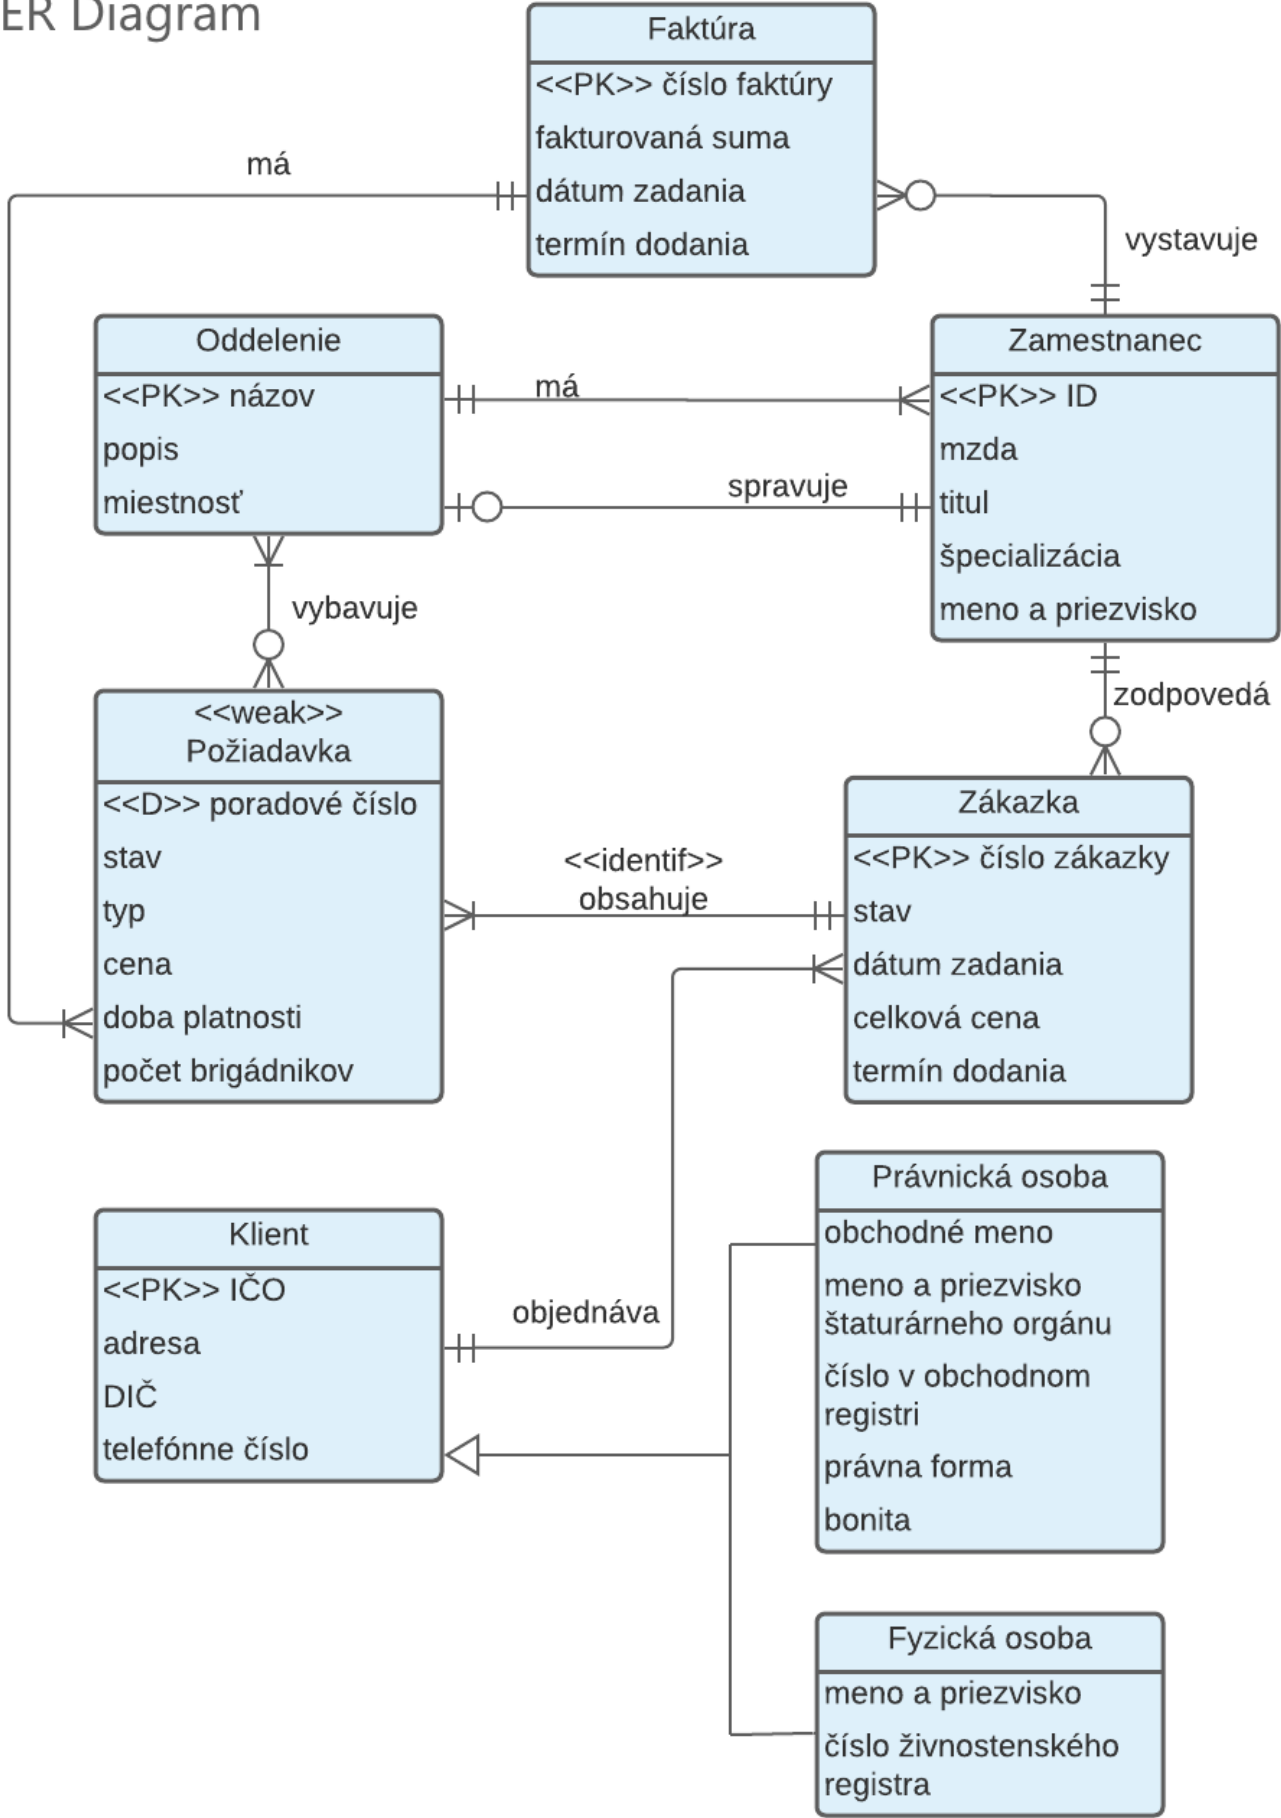 ER Diagram
Faktúra
<<PK>> číslo faktúry
fakturovaná suma
dátum zadania
termín dodania
má
vystavuje
Oddelenie
<<PK>> názov
popis
miestnosť
má
spravuje
Zamestnanec
<<PK>> ID
mzda
titul
špecializácia
meno a priezvisko
vybavuje
zodpovedá
<<weak>>
Požiadavka
<<D>> poradové číslo
stav
typ
cena
doba platnosti
počet brigádnikov
<<identif>>
obsahuje
Zákazka
<<PK>> číslo zákazky
stav
dátum zadania
celková cena
termín dodania
Klient
<<PK>> IČO
adresa
DIČ
telefónne číslo
objednáva
Právnická osoba
obchodné meno
meno a priezvisko
štaturárneho orgánu
číslo v obchodnom
registri
právna forma
bonita
Fyzická osoba
meno a priezvisko
číslo živnostenského
registra